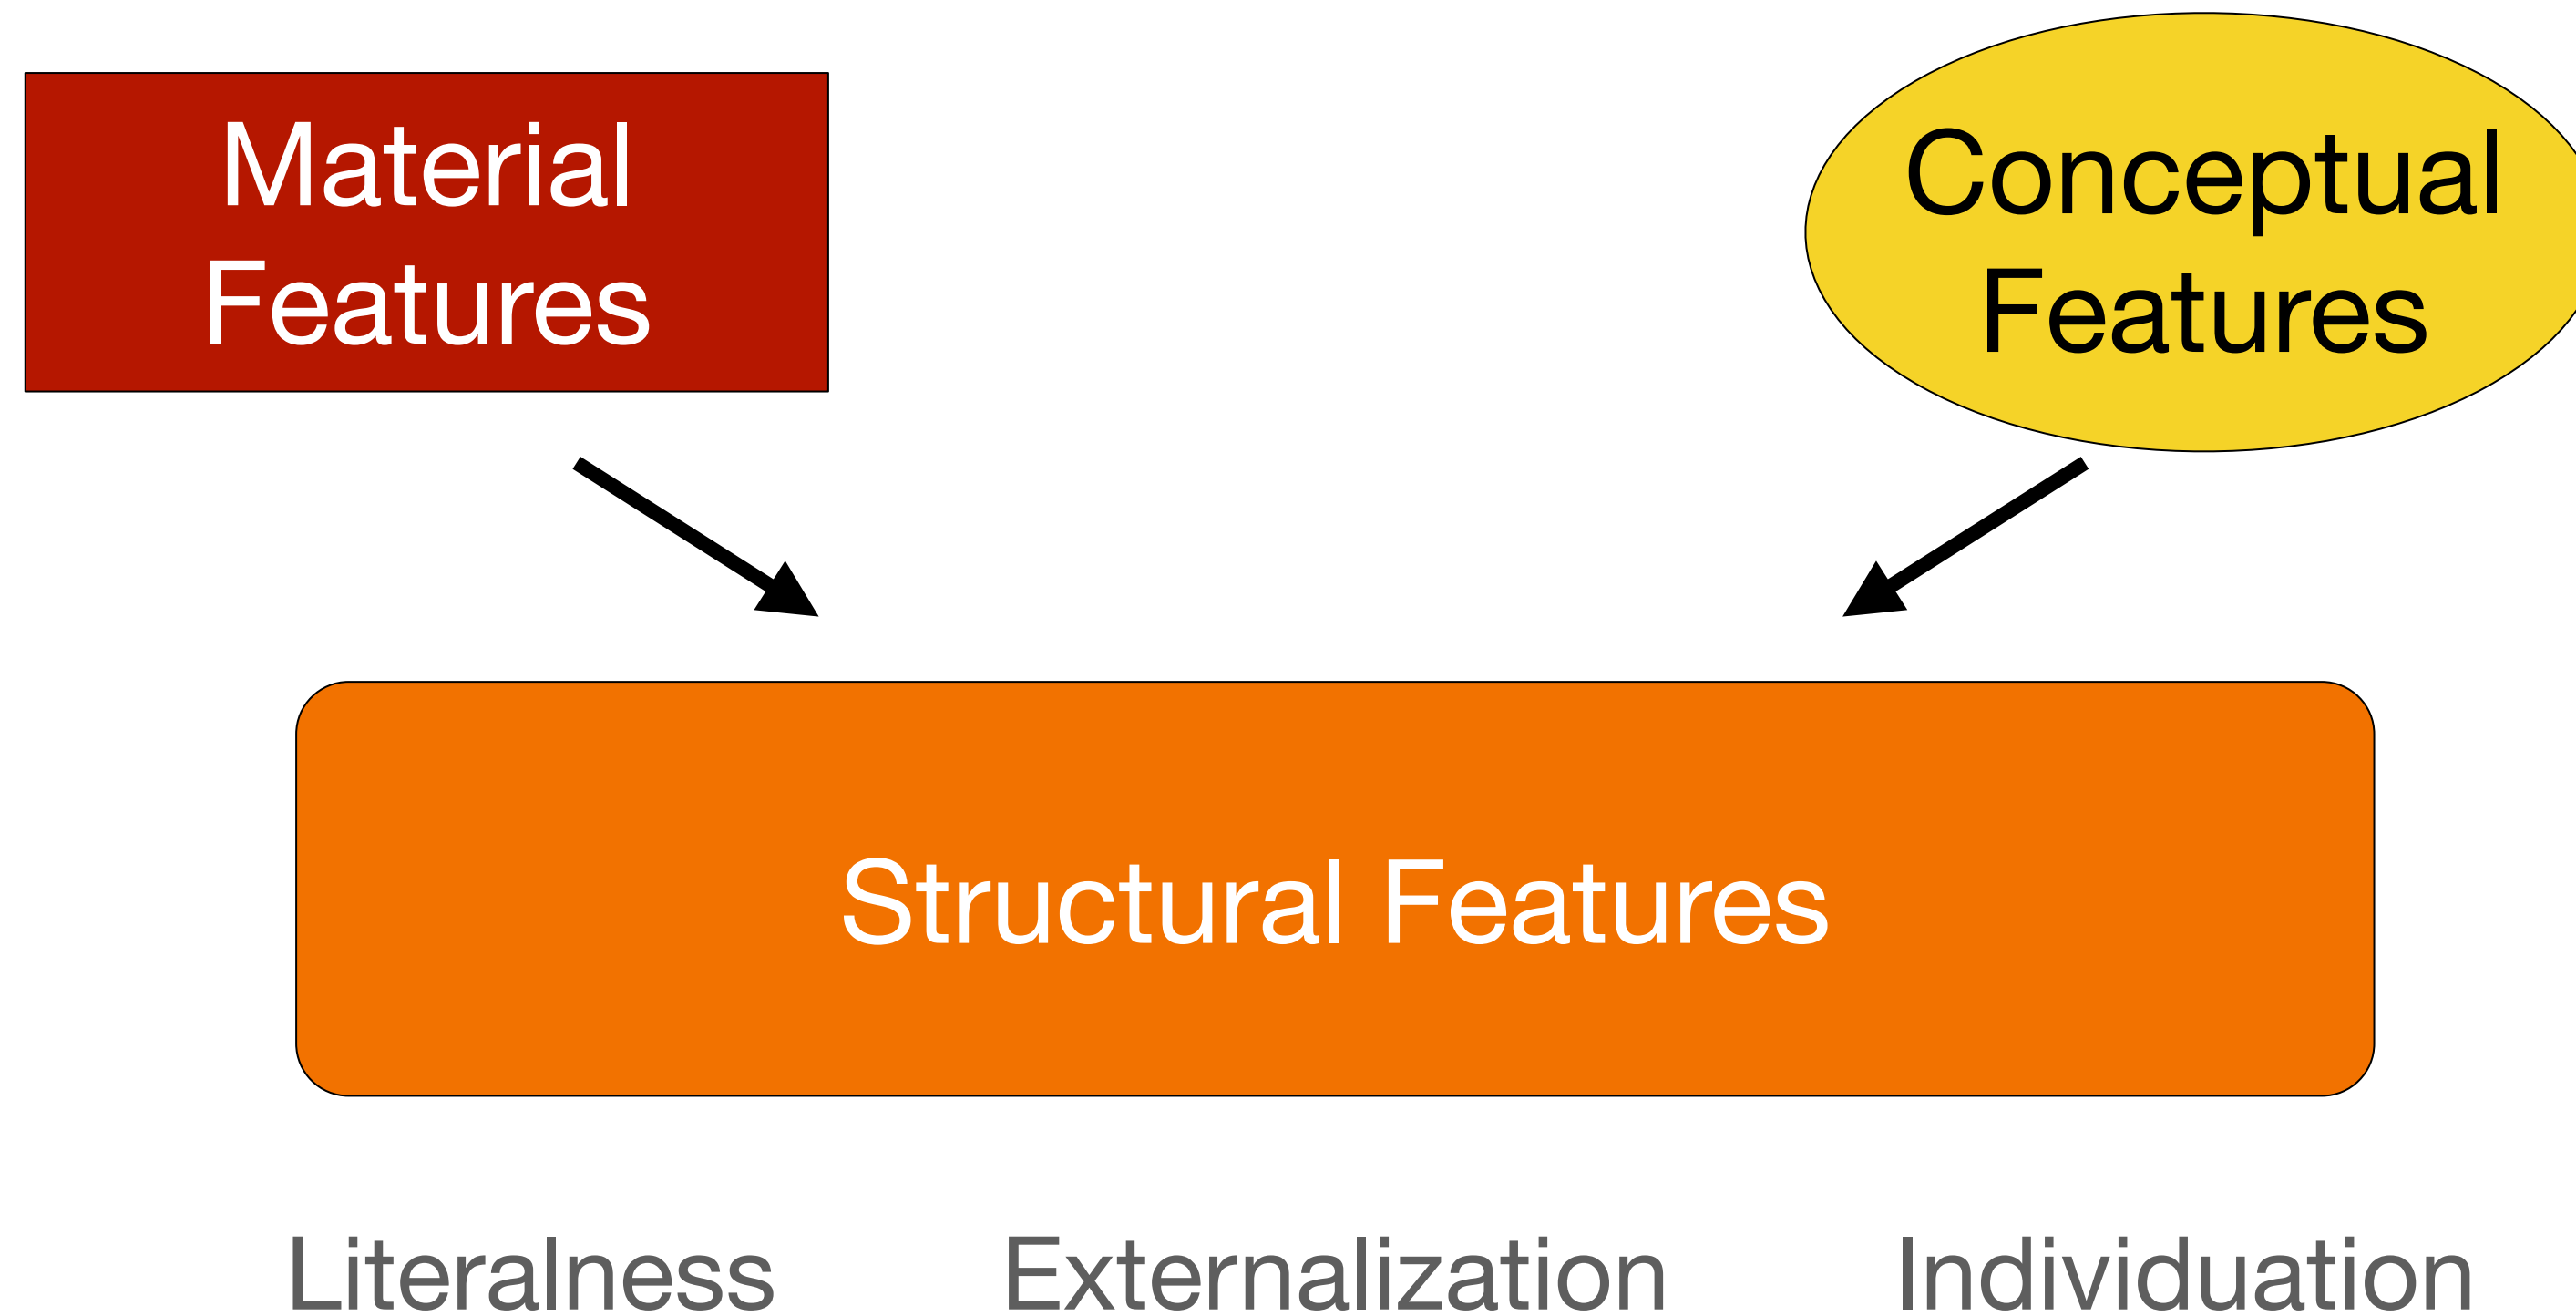 Material
Features
Conceptual
Features
Structural Features
Literalness
Externalization
Individuation